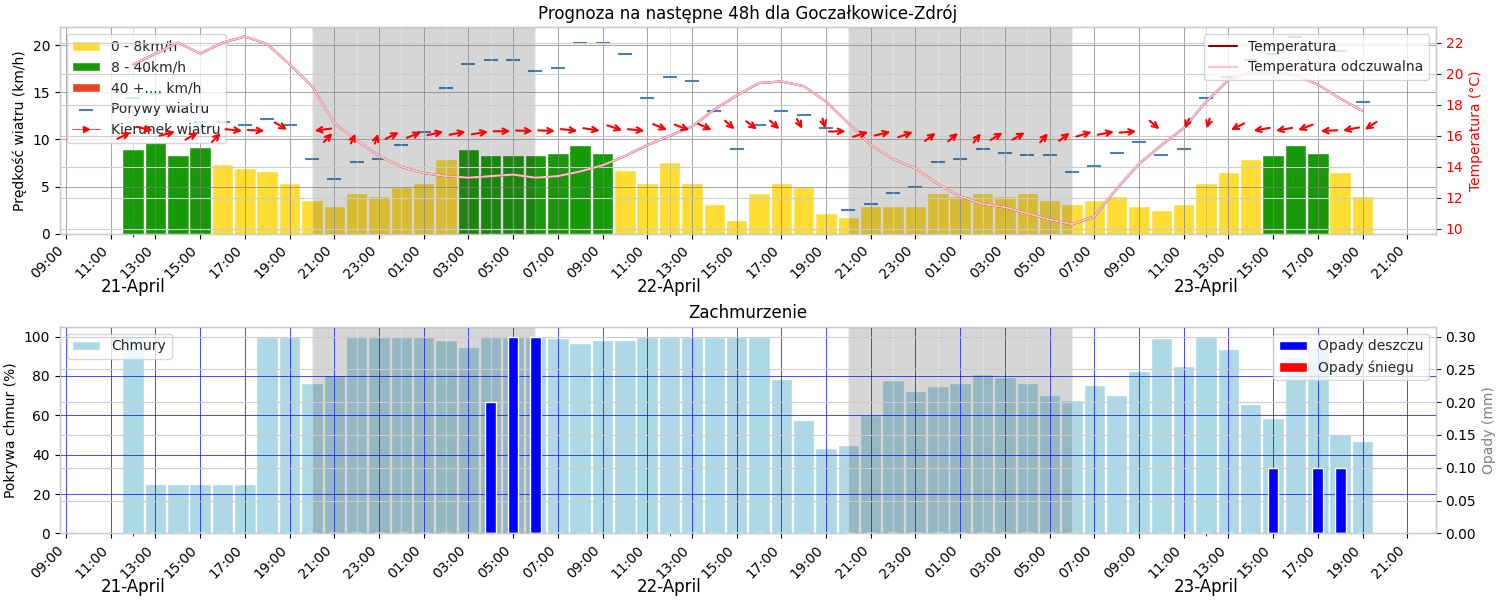 Prognoza na następne 48h dla Goczałkowice-Zdrój
Prędkość wiatru (km/h)
20
15
10
5
0
0 - 8km/h
8 - 40km/h
40 +.... km/h
Porywy wiatru
Kierunek wiatru
Temperatura
Temperatura odczuwalna
22
20
18
16
14
12
10
Temperatura (°C)
09:00 11:00 13:00 15:00 17:00 19:00 21:00 23:00 01:00 03:00 05:00 07:00 09:00 11:00 13:00 15:00 17:00 19:00 21:00 23:00 01:00 03:00 05:00 07:00 09:00 11:00 13:00 15:00 17:00 19:00 21:00
21-April 22-April 23-April
Zachmurzenie
Pokrywa chmur (%)
100
80
60
40
20
0
Chmury
Opady deszczu
Opady śniegu
0.30
0.25
0.20
0.15
0.10
0.05
0.00
Opady (mm)
09:00 11:00 13:00 15:00 17:00 19:00 21:00 23:00 01:00 03:00 05:00 07:00 09:00 11:00 13:00 15:00 17:00 19:00 21:00 23:00 01:00 03:00 05:00 07:00 09:00 11:00 13:00 15:00 17:00 19:00 21:00
21-April 22-April 23-April